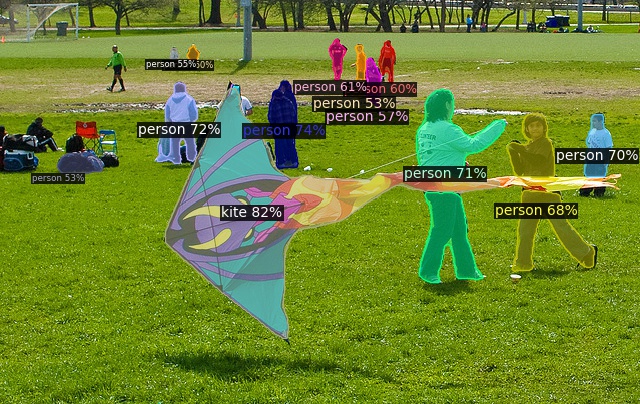 person 55%
50%
person 61%
son 60%
person 53%
person 57%
person 72%
person 74%
person 70%
person 53%
person 71%
kite 82%
person 68%